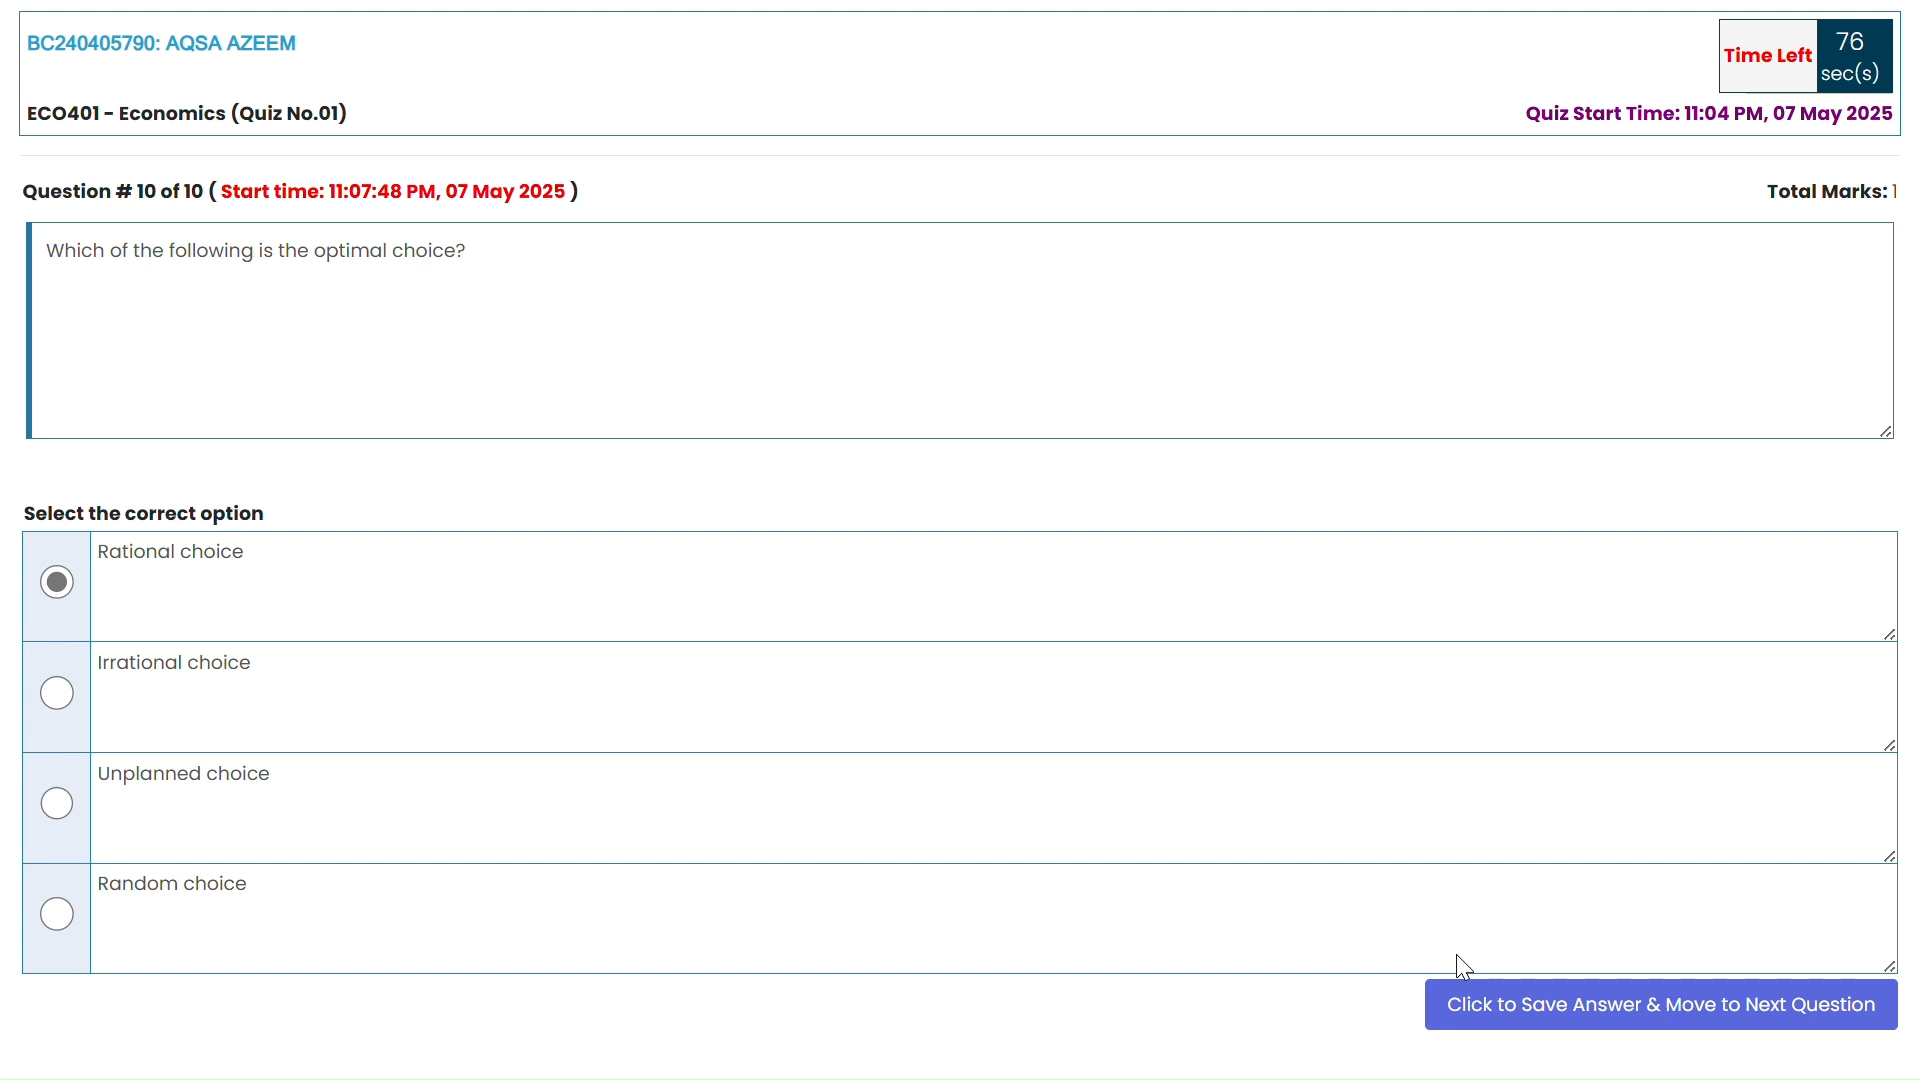 BC240405790: AQSA AZEEM
Time Left
76
sec(s)
ECO401 - Economics (Quiz No.01)
Quiz Start Time: 11:04 PM, 07 May 2025
Question # 10 of 10 ( Start time: 11:07:48 PM, 07 May 2025 )
Total Marks: 1
Which of the following is the optimal choice?
Select the correct option
Rational choice
Irrational choice
Unplanned choice
Random choice
Click to Save Answer & Move to Next Question